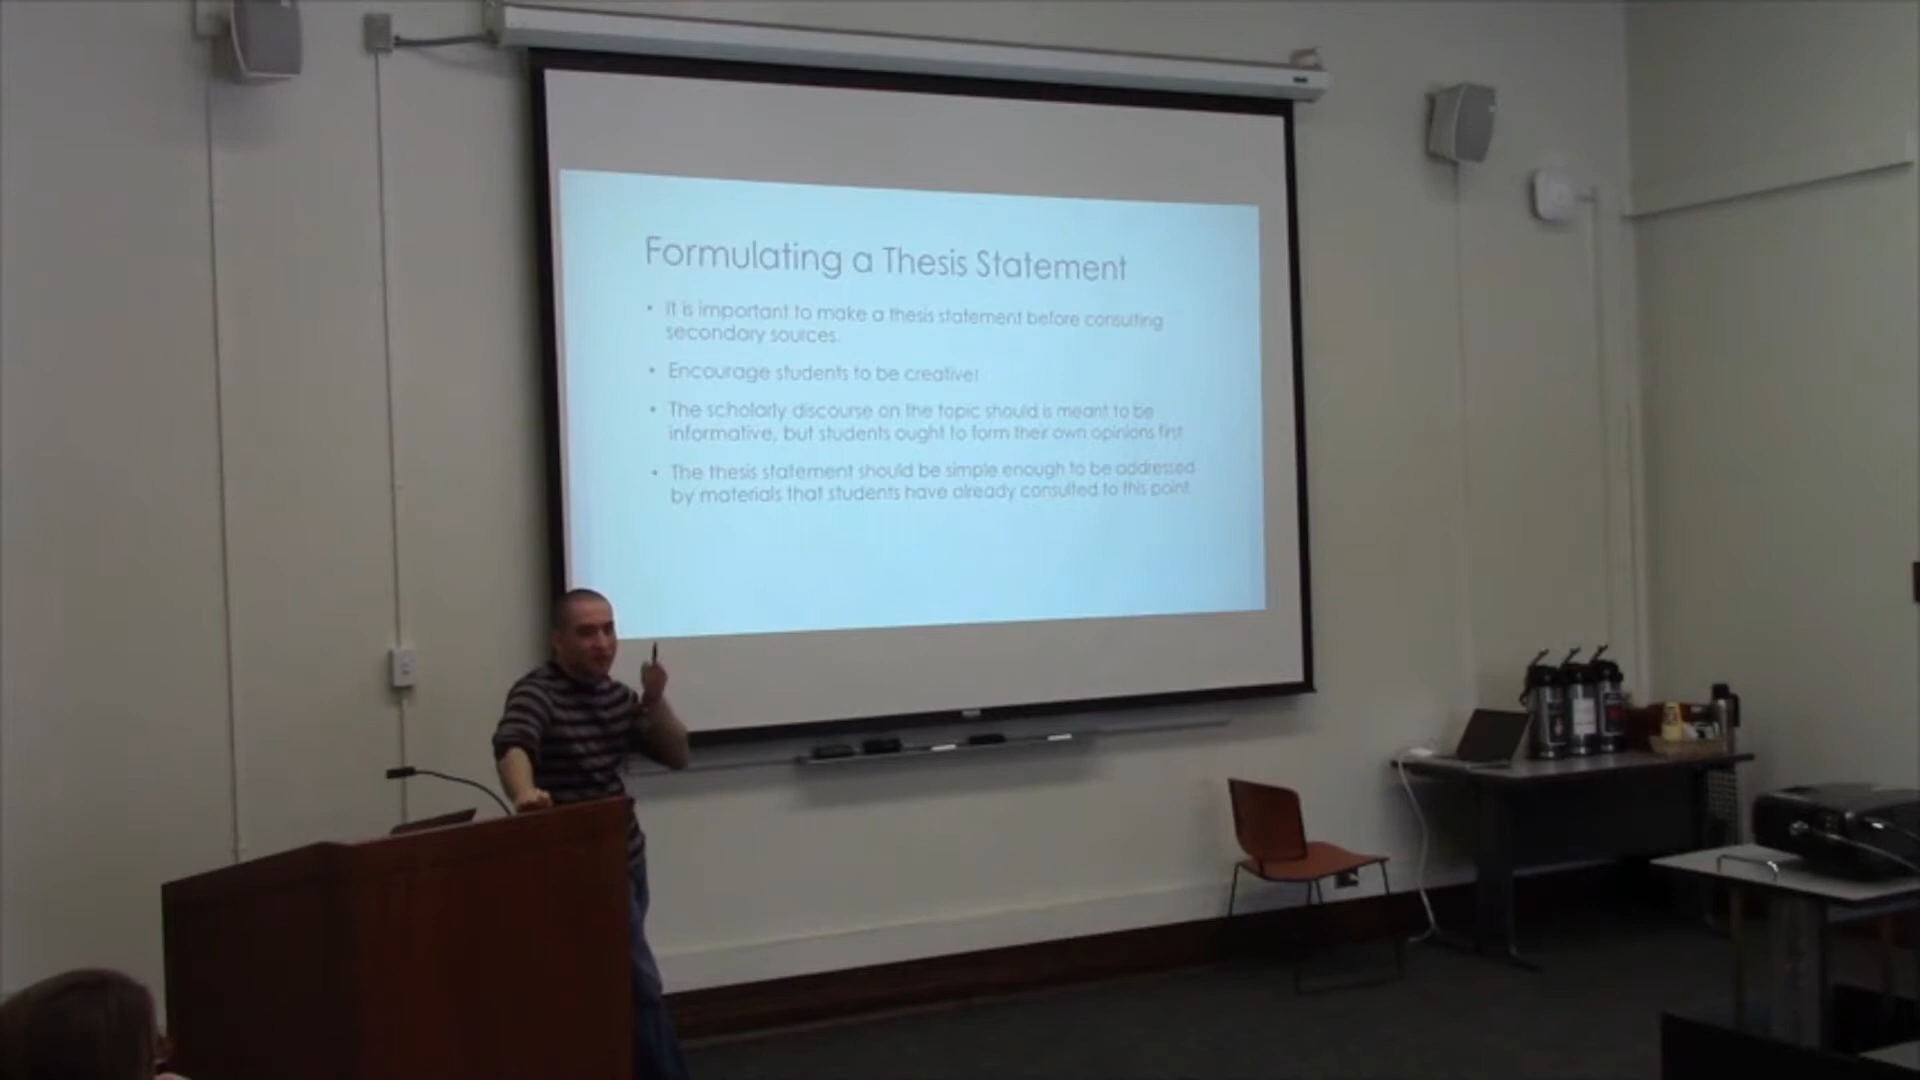 Formulating a Thesis Statement
• It is important to make a thesis statement before consulting
secondary sources.
• Encourage students to be creative!
• The scholarly discourse on the topic should is meant to be
informative, but students ought to form their own opinions first
• The thesis statement should be simple enough to be addressed
by materials that students have already consulted to this point.